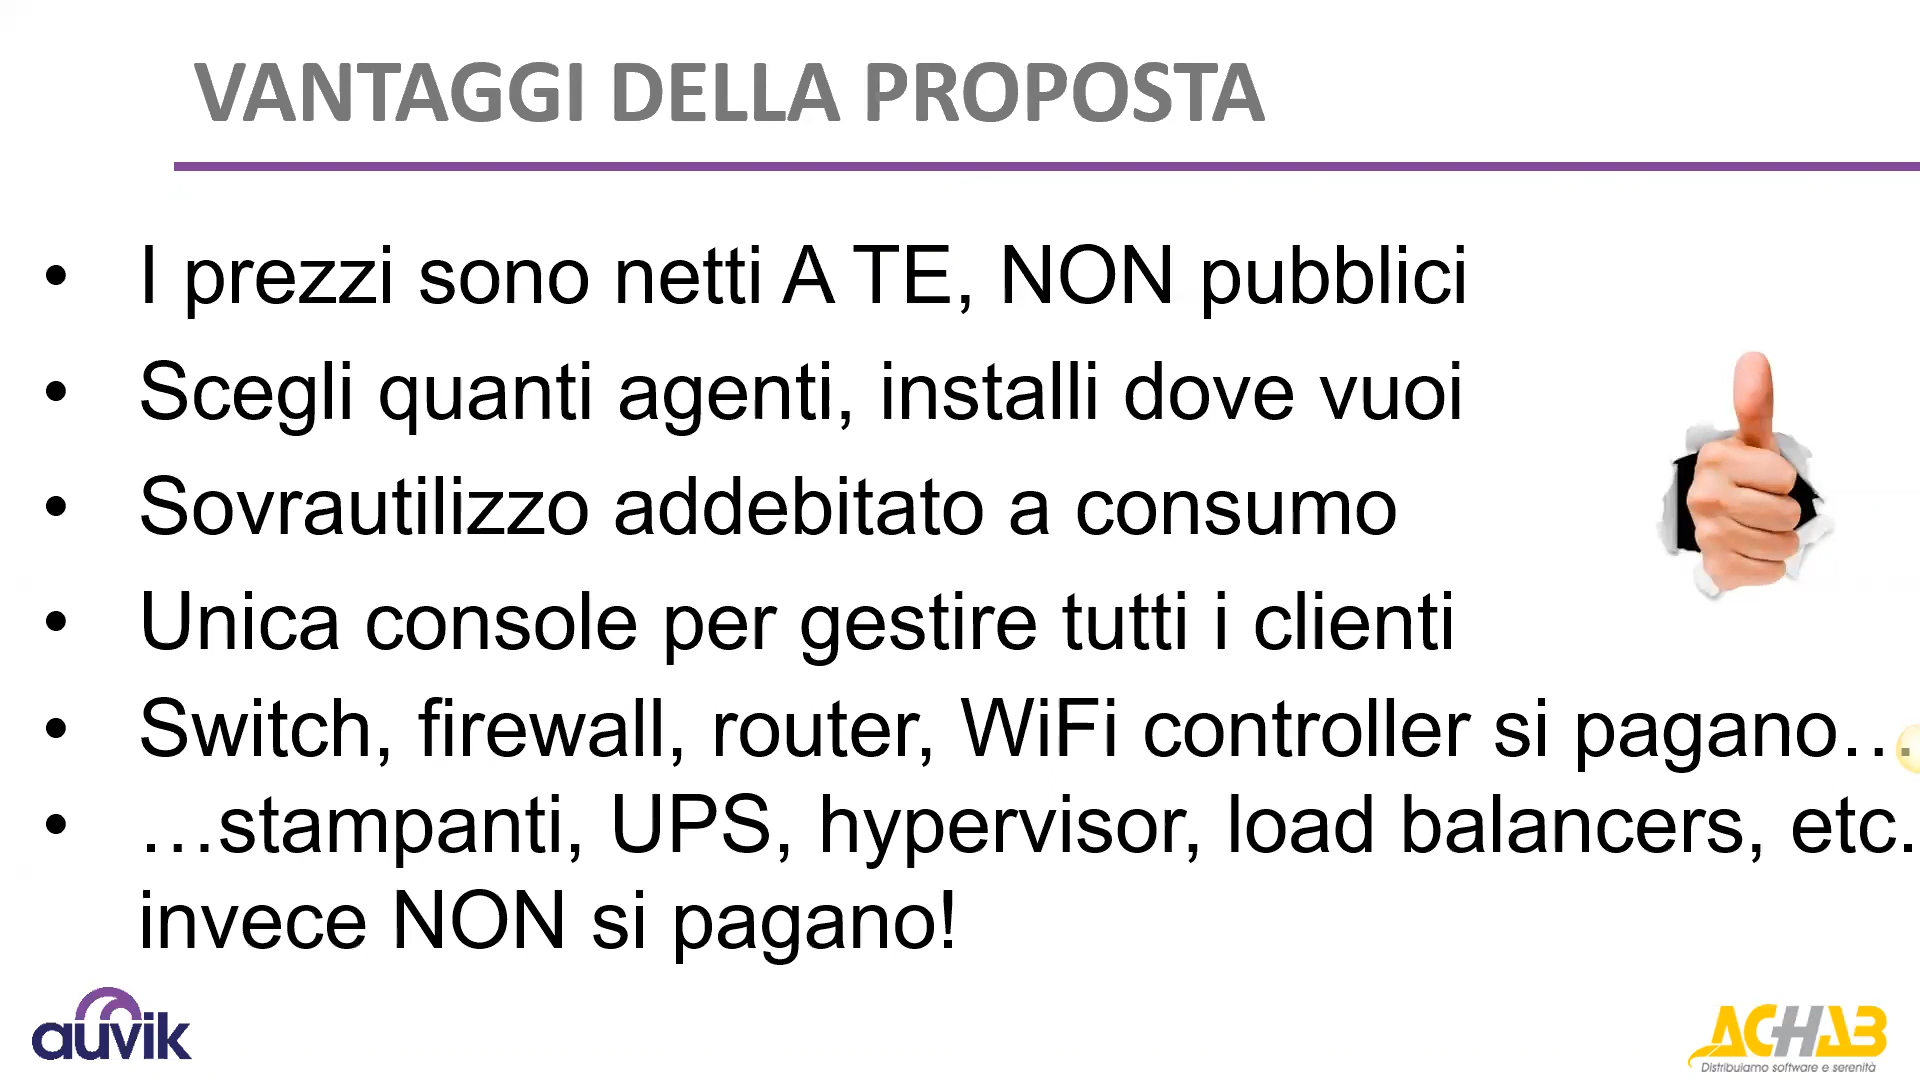 VANTAGGI DELLA PROPOSTA
• I prezzi sono netti A TE, NON pubblici
• Scegli quanti agenti, installi dove vuoi
• Sovrautilizzo addebitato a consumo
• Unica console per gestire tutti i clienti
• Switch, firewall, router, WiFi controller si pagano…
• …stampanti, UPS, hypervisor, load balancers, etc.
invece NON si pagano!
auvik
ACHAB
Distribuiamo software e serenità